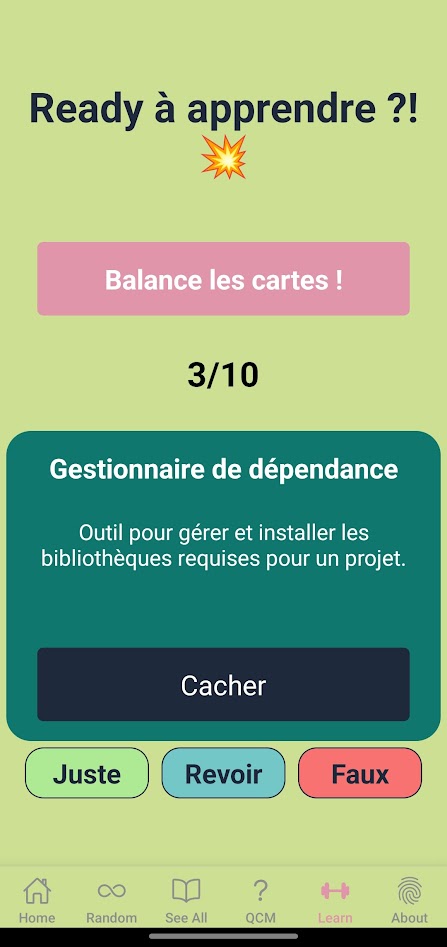 Ready à apprendre ?!
💥
Balance les cartes !
3/10
Gestionnaire de dépendance
Outil pour gérer et installer les
bibliothèques requises pour un projet.
Cacher
Juste
Revoir
Faux
Home
Random
See All
QCM
Learn
About